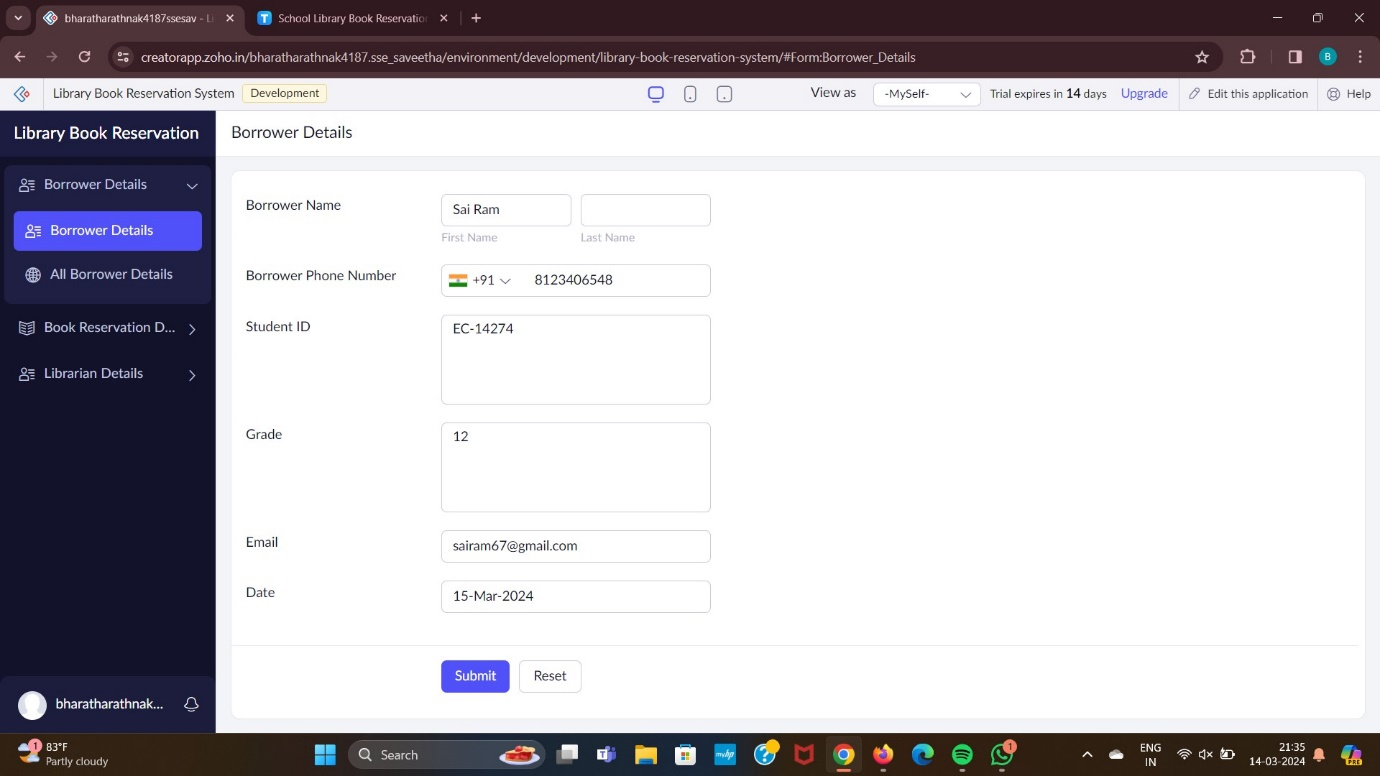 bharatharathnak4187ssesav - Li
School Library Book Reservation
creatorapp.zoho.in/bharatharathnak4187.sse_saveetha/environment/development/library-book-reservation-system/#Form:Borrower_Details
B
Library Book Reservation System
Development
View as
-MySelf-
Trial expires in 14 days
Upgrade
Edit this application
Help
Library Book Reservation
Borrower Details
Borrower Details
Borrower Details
All Borrower Details
Book Reservation D...
Librarian Details
Borrower Name
Sai Ram
First Name
Last Name
Borrower Phone Number
+91
8123406548
Student ID
EC-14274
Grade
12
Email
sairam67@gmail.com
Date
15-Mar-2024
Submit
Reset
bharatharathnak...
1
83°F
Partly cloudy
Search
1
ENG
IN
21:35
14-03-2024
PRE